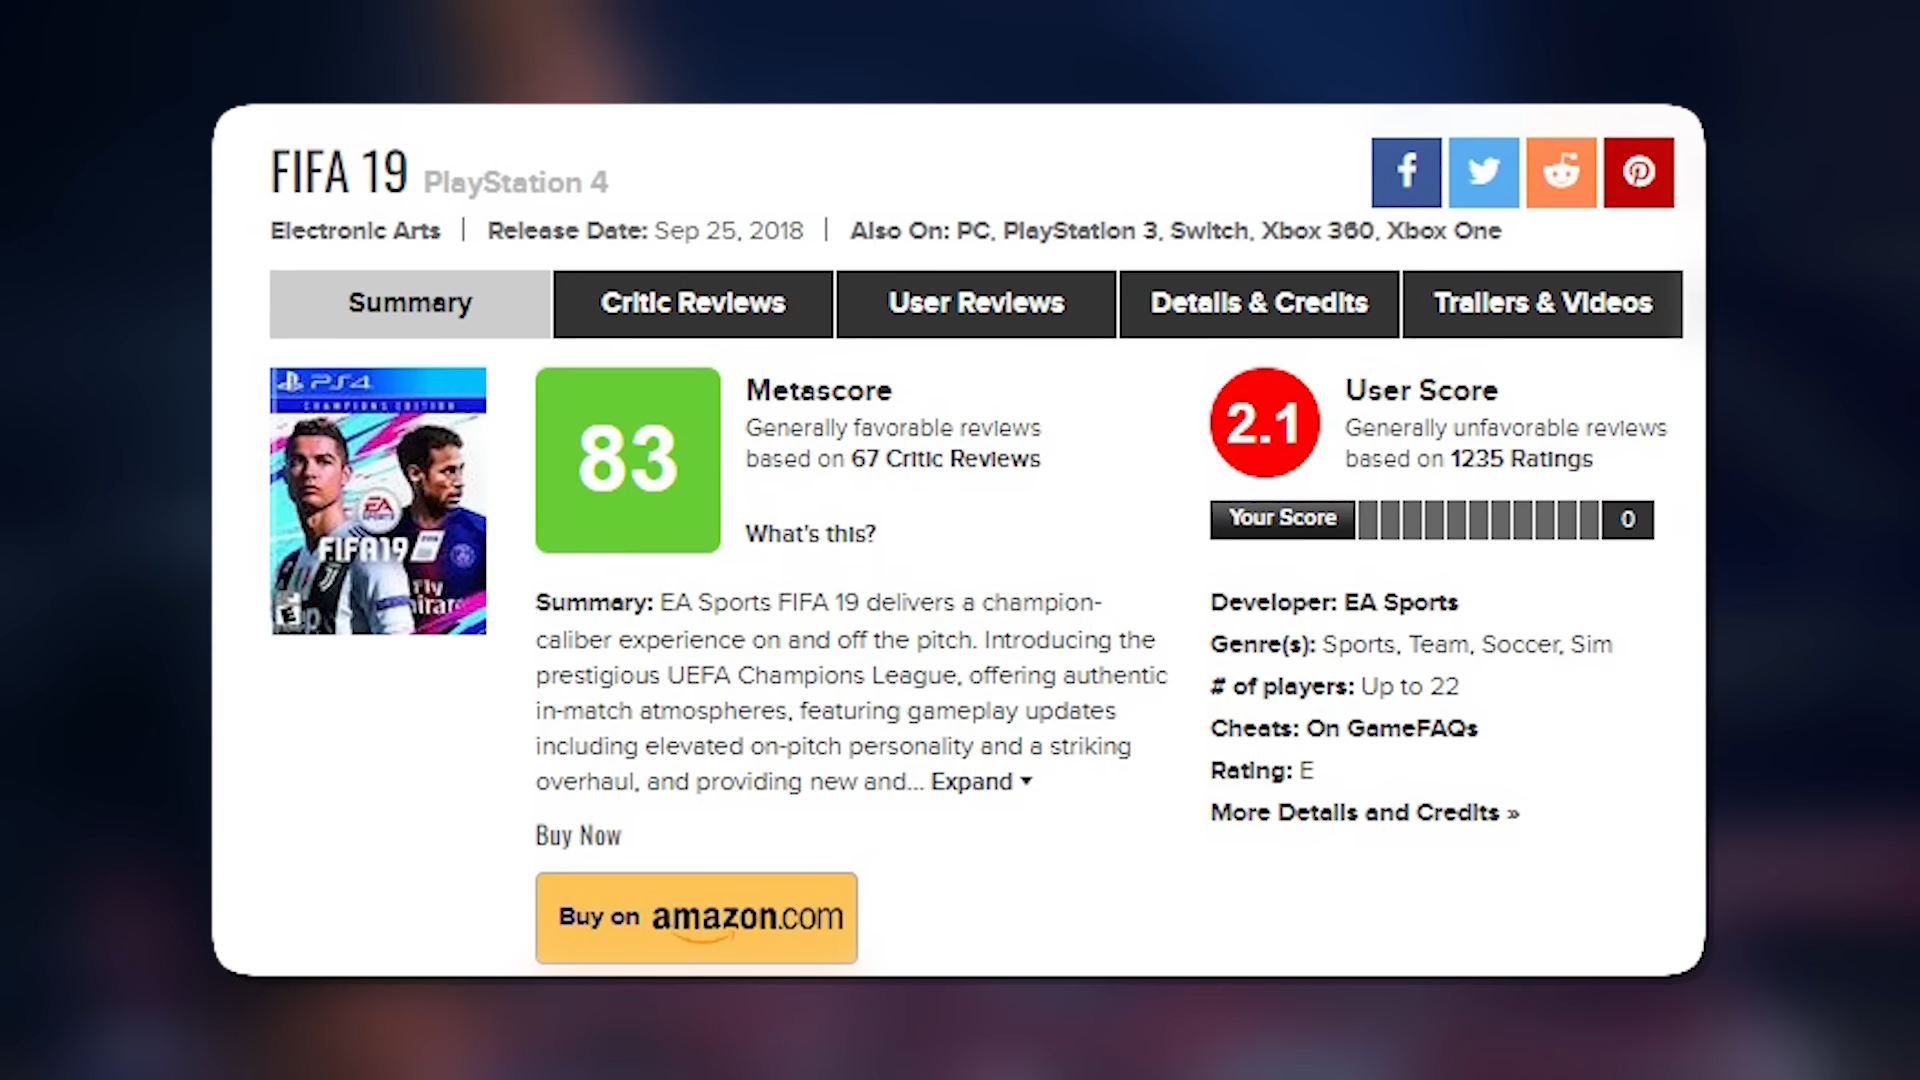 FIFA 19 PlayStation 4
Electronic Arts | Release Date: Sep 25, 2018 | Also On: PC, PlayStation 3, Switch, Xbox 360, Xbox One
Summary
Critic Reviews
User Reviews
Details & Credits
Trailers & Videos
PS4
CHAMPIONS EDITION
EA
SPORTS
FIFA19
Fly
E
83
Metascore
Generally favorable reviews
based on 67 Critic Reviews
What's this?
2.1
User Score
Generally unfavorable reviews
based on 1235 Ratings
Your Score
0
Summary: EA Sports FIFA 19 delivers a champion-
caliber experience on and off the pitch. Introducing the
prestigious UEFA Champions League, offering authentic
in-match atmospheres, featuring gameplay updates
including elevated on-pitch personality and a striking
overhaul, and providing new and... Expand ▾
Buy Now
Buy on amazon.com
Developer: EA Sports
Genre(s): Sports, Team, Soccer, Sim
# of players: Up to 22
Cheats: On GameFAQs
Rating: E
More Details and Credits »